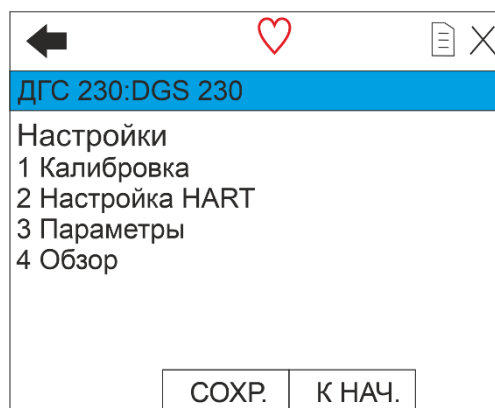 ДГС 230:DGS 230
Настройки
1 Калибровка
2 Настройка HART
3 Параметры
4 Обзор
СОХР. К НАЧ.